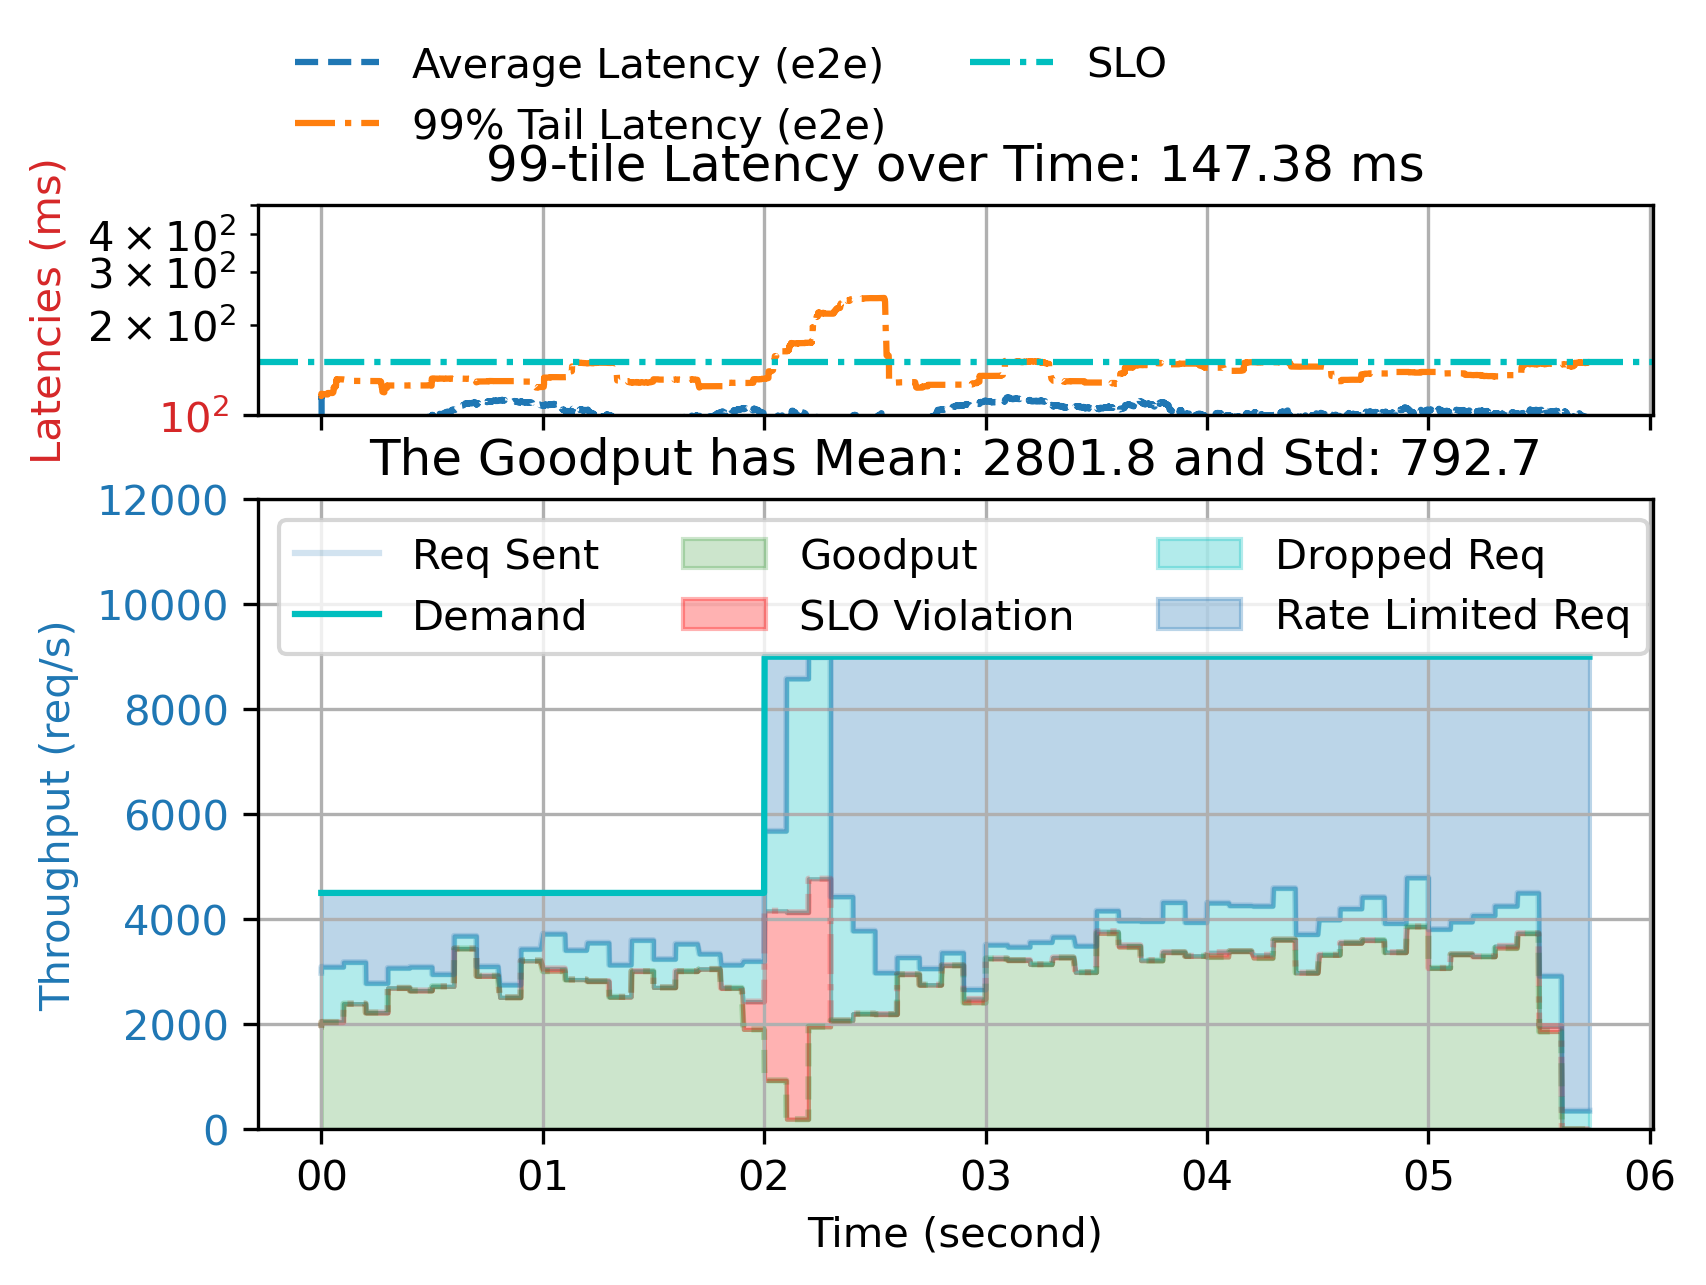 Average Latency (e2e)
SLO
99% Tail Latency (e2e)
99-tile Latency over Time: 147.38 ms
Latencies (ms)
4 × 10²
3 × 10²
2 × 10²
10²
The Goodput has Mean: 2801.8 and Std: 792.7
Throughput (req/s)
12000
10000
8000
6000
4000
2000
0
Req Sent
Goodput
Dropped Req
Demand
SLO Violation
Rate Limited Req
00 01 02 03 04 05 06
Time (second)